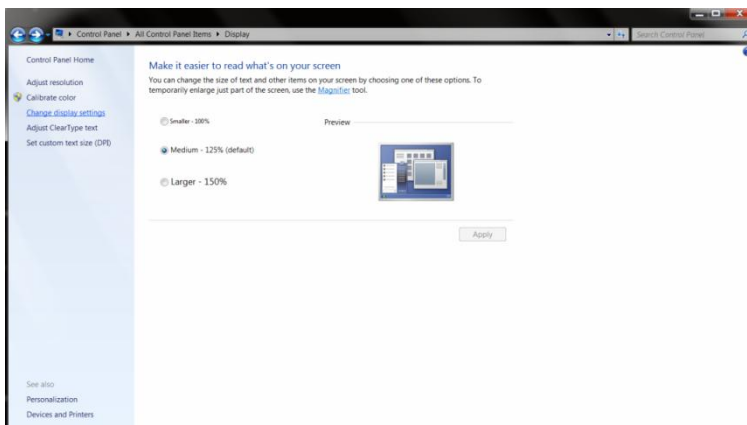 Control Panel ▸ All Control Panel Items ▸ Display
Search Control Panel
Control Panel Home
Adjust resolution
Calibrate color
Change display settings
Adjust ClearType text
Set custom text size (DPI)
Make it easier to read what's on your screen
You can change the size of text and other items on your screen by choosing one of these options. To
temporarily enlarge just part of the screen, use the Magnifier tool.
Smaller - 100%
Preview
Medium - 125% (default)
Larger - 150%
Apply
See also
Personalization
Devices and Printers